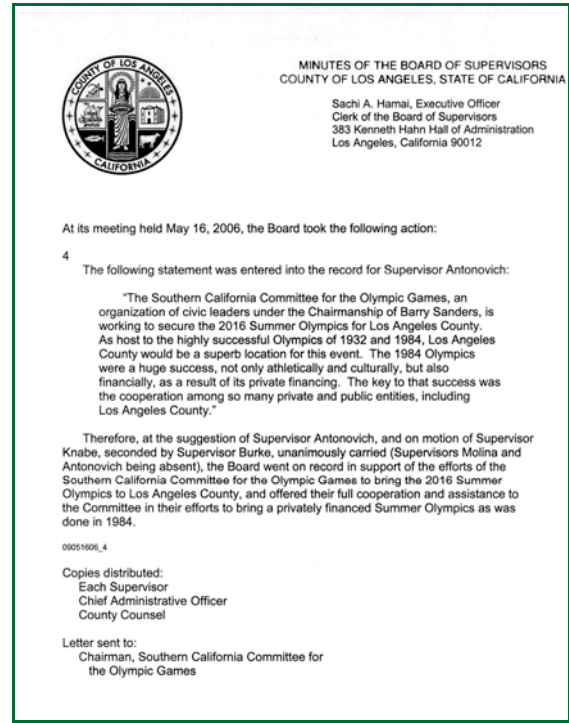 COUNTY OF LOS ANGELES
CALIFORNIA
MINUTES OF THE BOARD OF SUPERVISORS
COUNTY OF LOS ANGELES, STATE OF CALIFORNIA
Sachi A. Hamai, Executive Officer
Clerk of the Board of Supervisors
383 Kenneth Hahn Hall of Administration
Los Angeles, California 90012
At its meeting held May 16, 2006, the Board took the following action:
4
The following statement was entered into the record for Supervisor Antonovich:
"The Southern California Committee for the Olympic Games, an
organization of civic leaders under the Chairmanship of Barry Sanders, is
working to secure the 2016 Summer Olympics for Los Angeles County.
As host to the highly successful Olympics of 1932 and 1984, Los Angeles
County would be a superb location for this event. The 1984 Olympics
were a huge success, not only athletically and culturally, but also
financially, as a result of its private financing. The key to that success was
the cooperation among so many private and public entities, including
Los Angeles County."
Therefore, at the suggestion of Supervisor Antonovich, and on motion of Supervisor
Knabe, seconded by Supervisor Burke, unanimously carried (Supervisors Molina and
Antonovich being absent), the Board went on record in support of the efforts of the
Southern California Committee for the Olympic Games to bring the 2016 Summer
Olympics to Los Angeles County, and offered their full cooperation and assistance to
the Committee in their efforts to bring a privately financed Summer Olympics as was
done in 1984.
09051606_4
Copies distributed:
Each Supervisor
Chief Administrative Officer
County Counsel
Letter sent to:
Chairman, Southern California Committee for
the Olympic Games